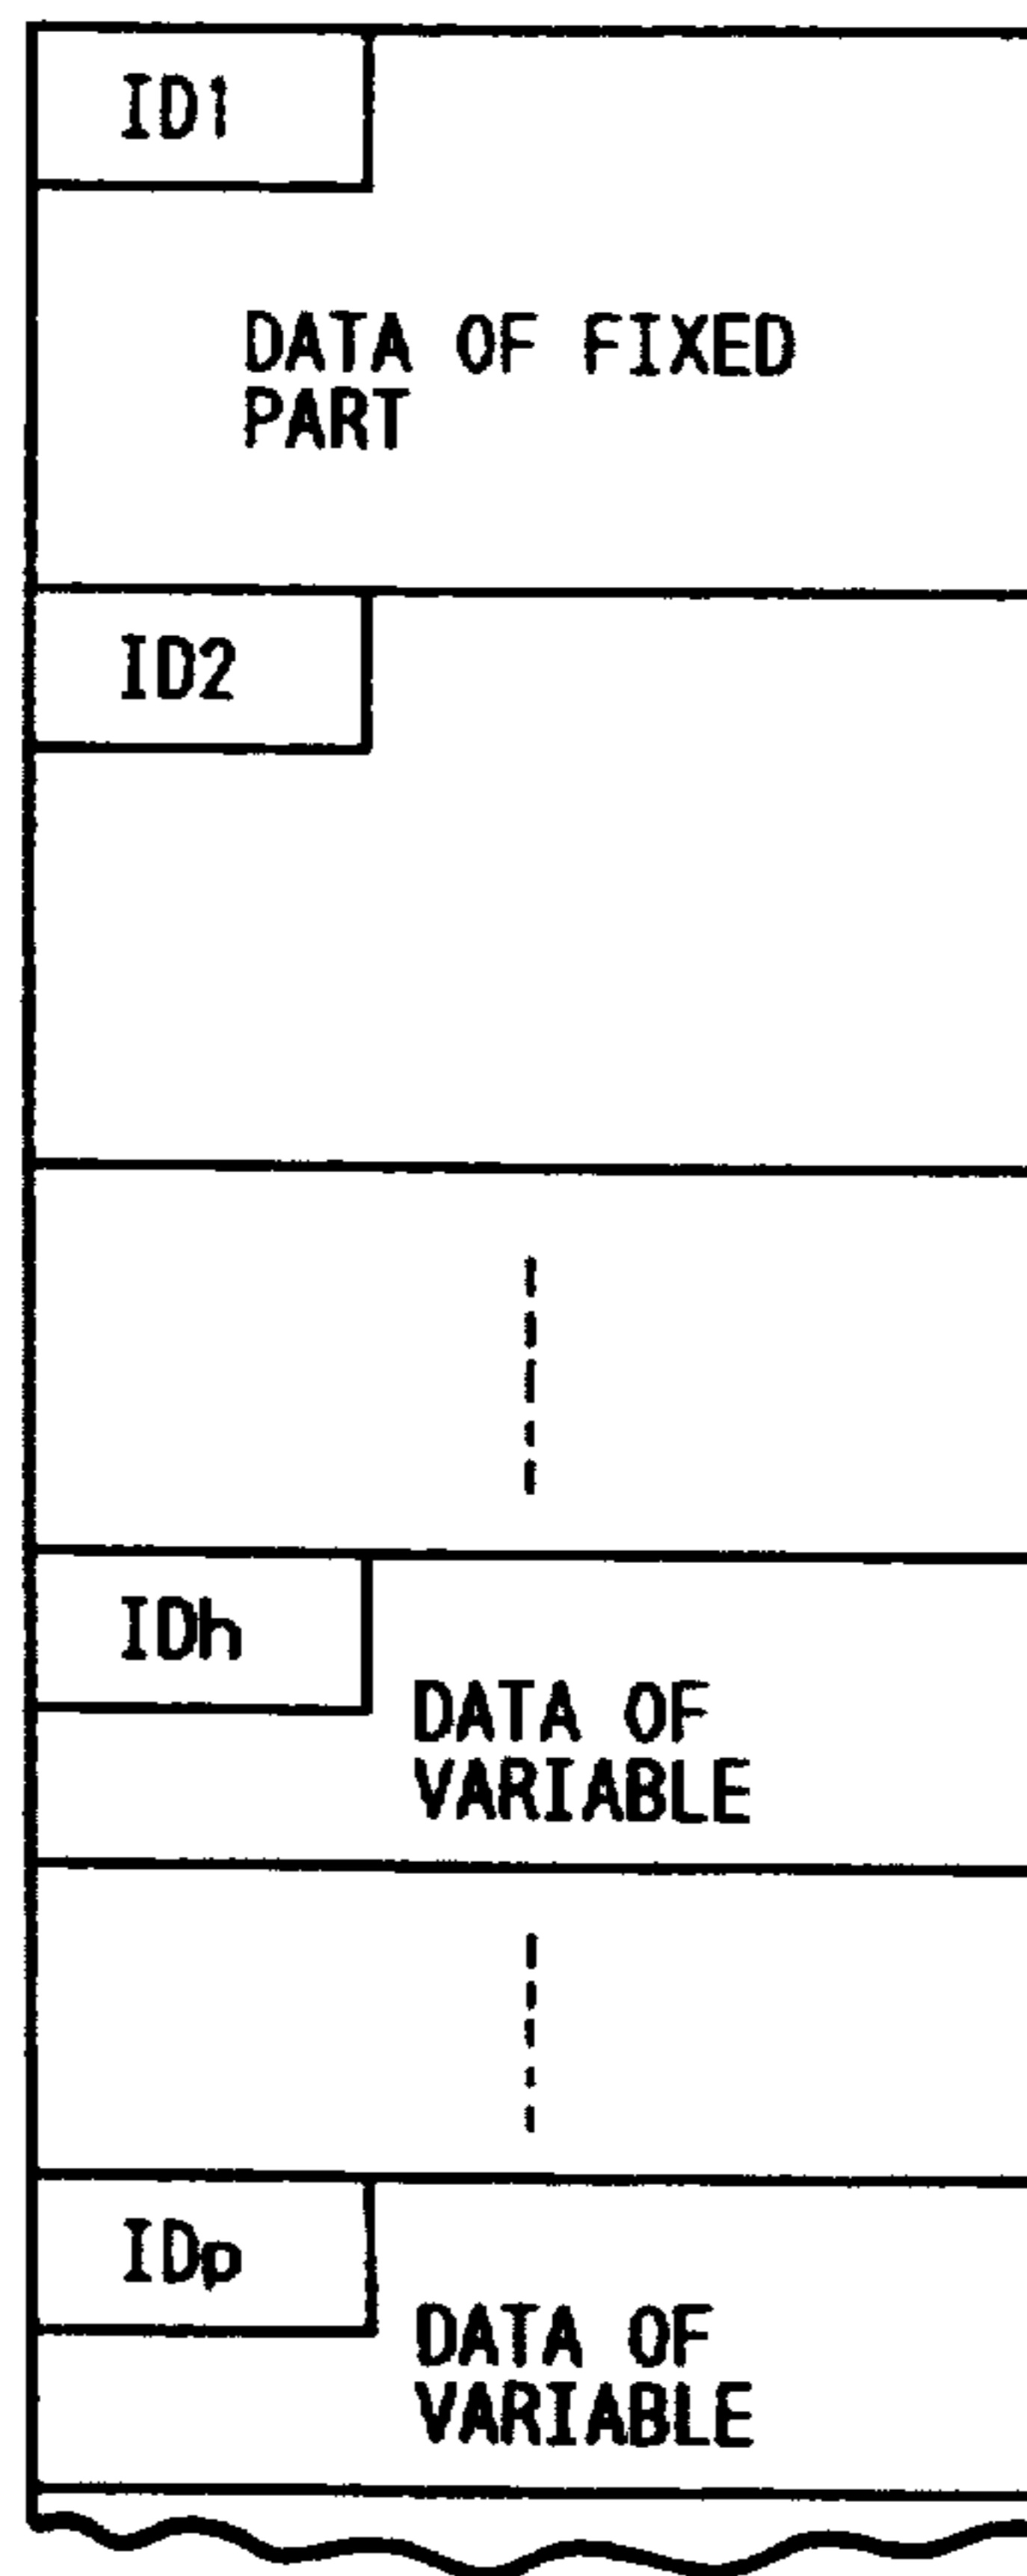 ID1
DATA OF FIXED
PART
ID2
IDh
DATA OF
VARIABLE
IDp
DATA OF
VARIABLE